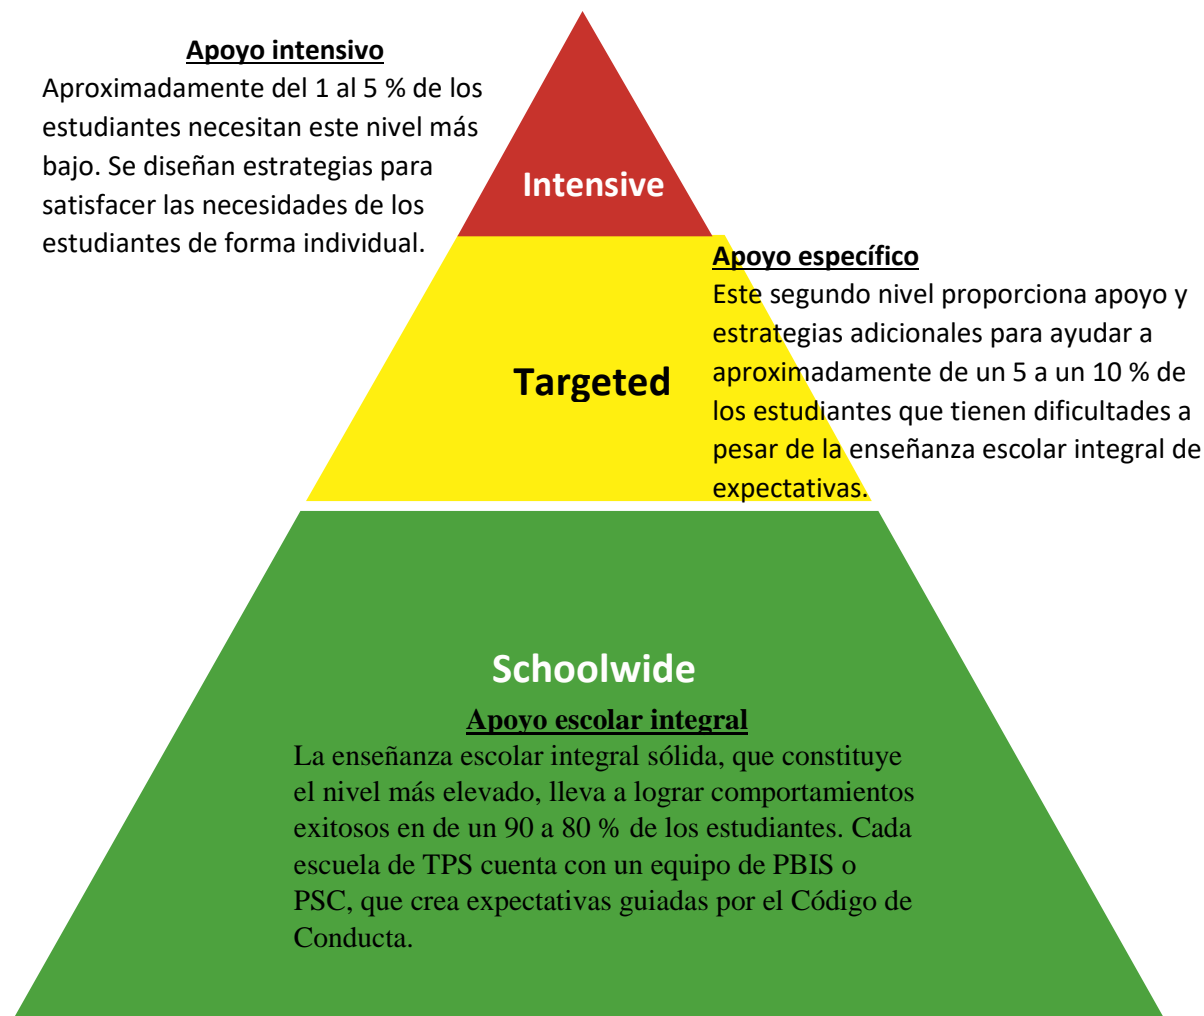 Apoyo intensivo
Aproximadamente del 1 al 5 % de los
estudiantes necesitan este nivel más
bajo. Se diseñan estrategias para
satisfacer las necesidades de los
estudiantes de forma individual.
Intensive
Apoyo específico
Este segundo nivel proporciona apoyo y
estrategias adicionales para ayudar a
aproximadamente de un 5 a un 10 % de
los estudiantes que tienen dificultades a
pesar de la enseñanza escolar integral de
expectativas.
Targeted
Schoolwide
Apoyo escolar integral
La enseñanza escolar integral sólida, que constituye
el nivel más elevado, lleva a lograr comportamientos
exitosos en de un 90 a 80 % de los estudiantes. Cada
escuela de TPS cuenta con un equipo de PBIS o
PSC, que crea expectativas guiadas por el Código de
Conducta.